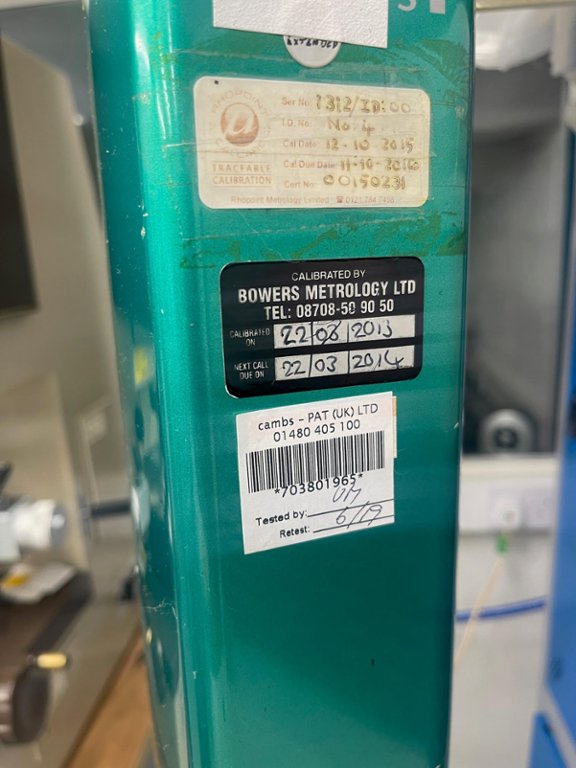 RHOPOINT
TRACEABLE
CALIBRATION
Ser No: 1312/ID:00
I.D. No: No. 4
Cal Date: 12-10-2015
Cal Due Date: 11-10-2016
Cert No: 00150231
Rhopoint Metrology Limited
CALIBRATED BY
BOWERS METROLOGY LTD
TEL: 08708-50 90 50
CALIBRATED ON 22/03/2013
NEXT CALL DUE ON 22/03/2014
cambs - PAT (UK) LTD
01480 405 100
*703801965*
Tested by:
Retest: 6/19